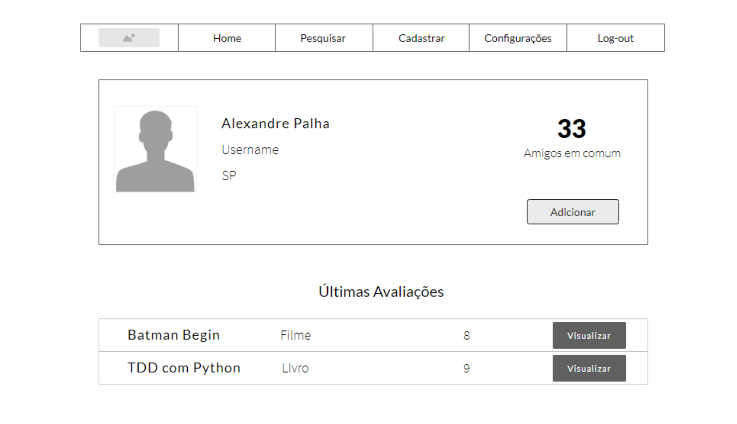 Home Pesquisar Cadastrar Configurações Log-out
Alexandre Palha
Username
SP
33
Amigos em comum
Adicionar
Últimas Avaliações
Batman Begin Filme 8 Visualizar
TDD com Python LIvro 9 Visualizar